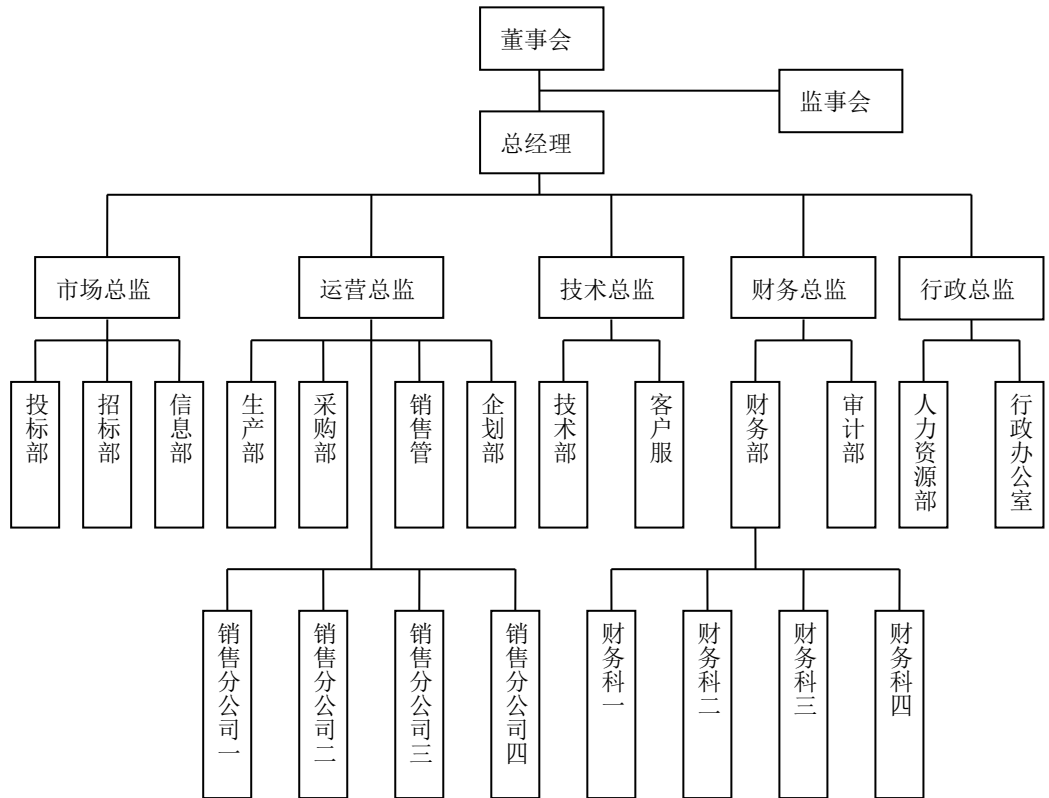 董事会
监事会
总经理
市场总监
运营总监
技术总监
财务总监
行政总监
投标部
招标部
信息部
生产部
采购部
销售管
企划部
技术部
客户服
财务部
审计部
人力资源部
行政办公室
销售分公司一
销售分公司二
销售分公司三
销售分公司四
财务科一
财务科二
财务科三
财务科四